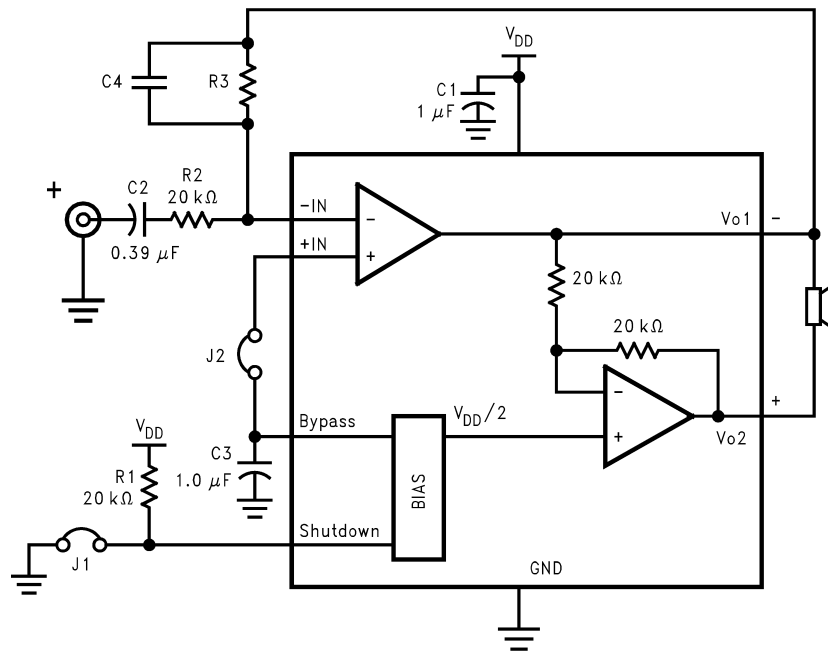 V_DD
C4
R3
C1
1 μF
+
C2
R2
20 kΩ
0.39 μF
-IN
-
Vo1
-
+IN
+
20 kΩ
20 kΩ
J2
-
+
Bypass
V_DD/2
+
Vo2
C3
1.0 μF
V_DD
R1
20 kΩ
BIAS
Shutdown
J1
GND